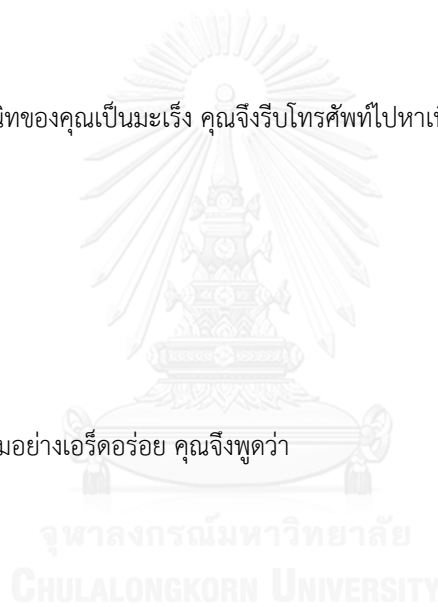 นิทของคุณเป็นมะเร็ง คุณจึงรีบโทรศัพท์ไปหาเ
มอย่างเอร็ดอร่อย คุณจึงพูดว่า
จุฬาลงกรณ์มหาวิทยาลัย
CHULALONGKORN UNIVERSITY